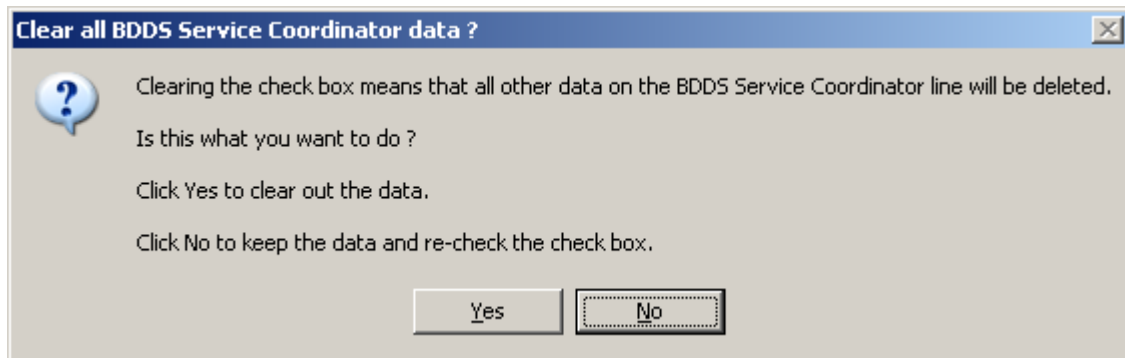 Clear all BDDS Service Coordinator data ?
Clearing the check box means that all other data on the BDDS Service Coordinator line will be deleted.
Is this what you want to do ?
Click Yes to clear out the data.
Click No to keep the data and re-check the check box.
Yes No